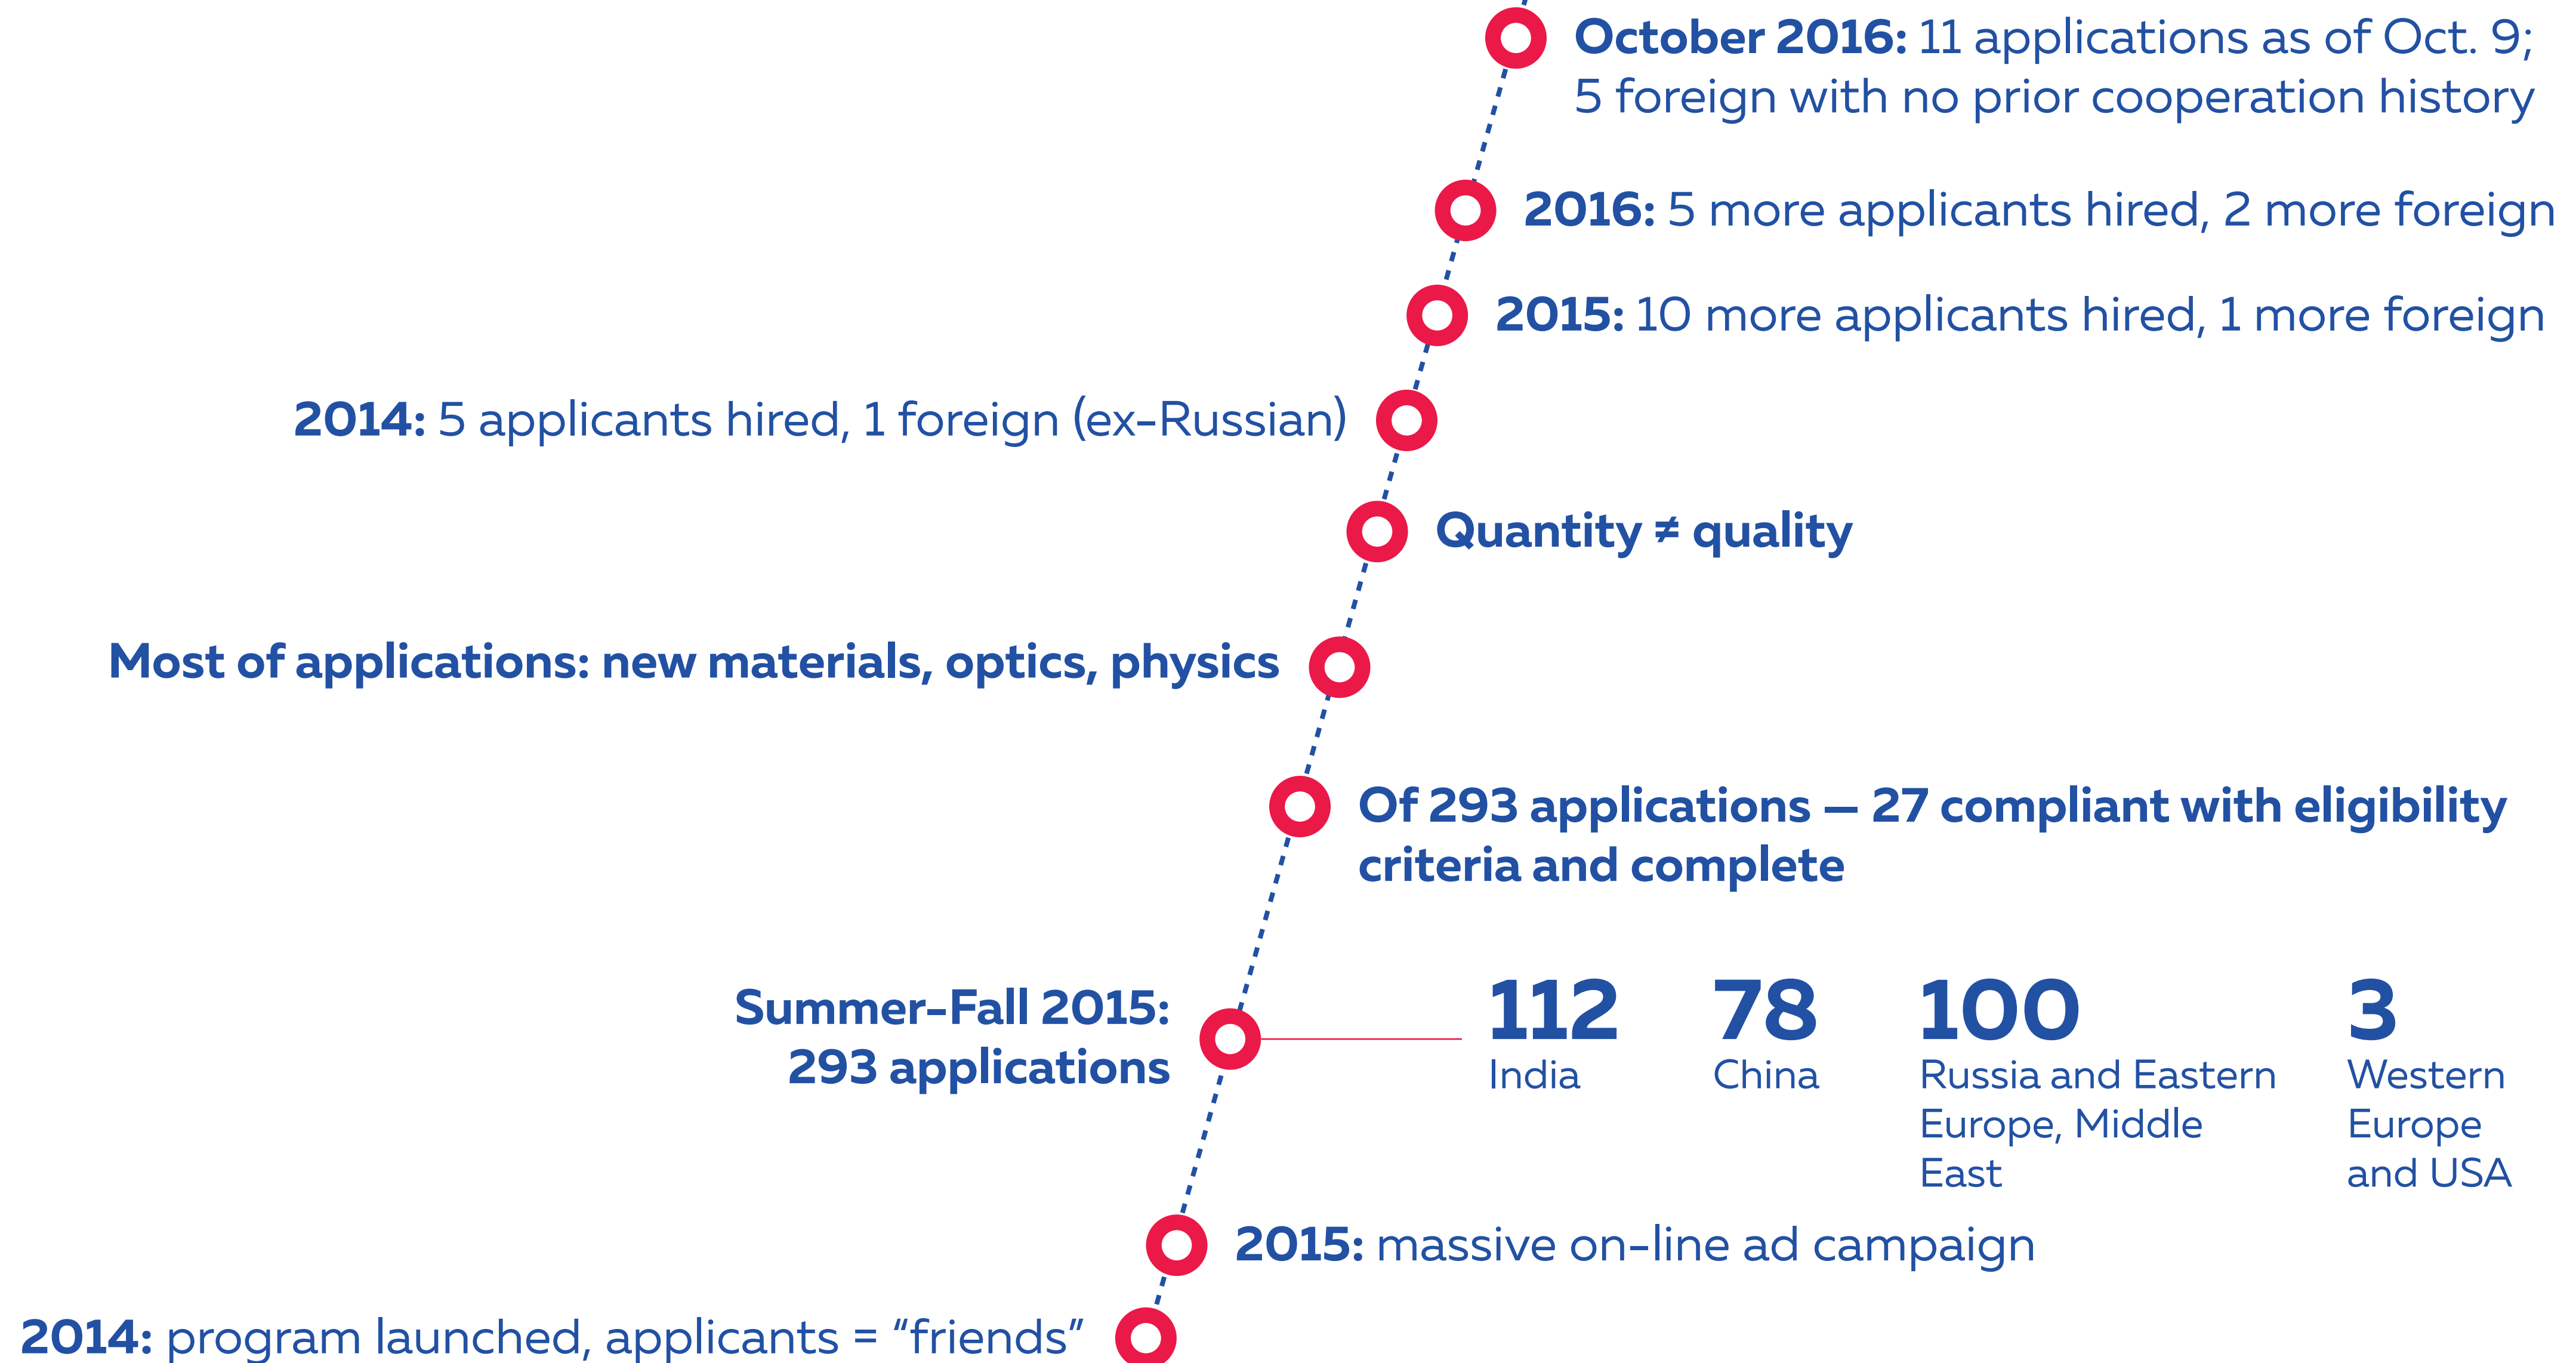 October 2016: 11 applications as of Oct. 9;
5 foreign with no prior cooperation history
2016: 5 more applicants hired, 2 more foreign
2015: 10 more applicants hired, 1 more foreign
2014: 5 applicants hired, 1 foreign (ex-Russian)
Quantity ≠ quality
Most of applications: new materials, optics, physics
Of 293 applications — 27 compliant with eligibility
criteria and complete
Summer-Fall 2015:
293 applications
112
India
78
China
100
Russia and Eastern
Europe, Middle
East
3
Western
Europe
and USA
2015: massive on-line ad campaign
2014: program launched, applicants = “friends”